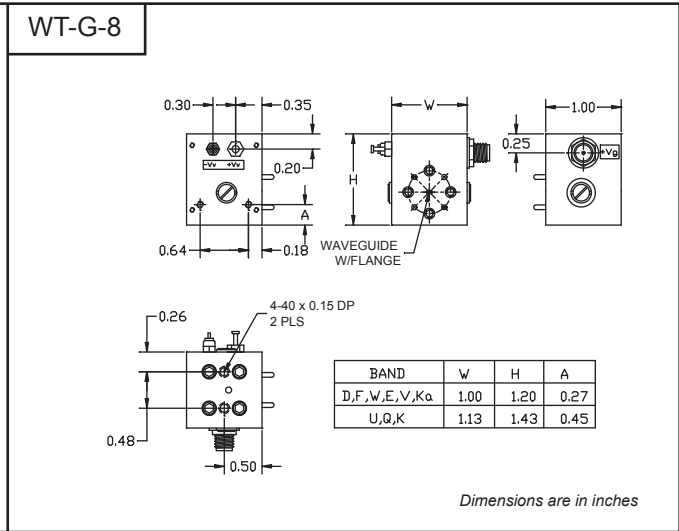 WT-G-8
0.30
0.35
W
1.00
0.25
+Vg
0.20
-Vv +Vv
H
A
WAVEGUIDE
W/FLANGE
0.64
0.18
4-40 x 0.15 DP
2 PLS
0.26
0.48
0.50
BAND W H A
D,F,W,E,V,Ka 1.00 1.20 0.27
U,Q,K 1.13 1.43 0.45
Dimensions are in inches